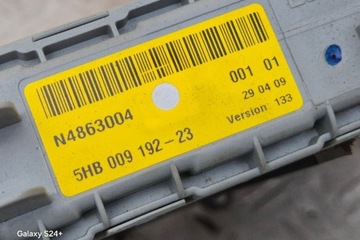 N4863004
001 01
29 04 09
5HB 009 192-23
Version 133
Galaxy S24+